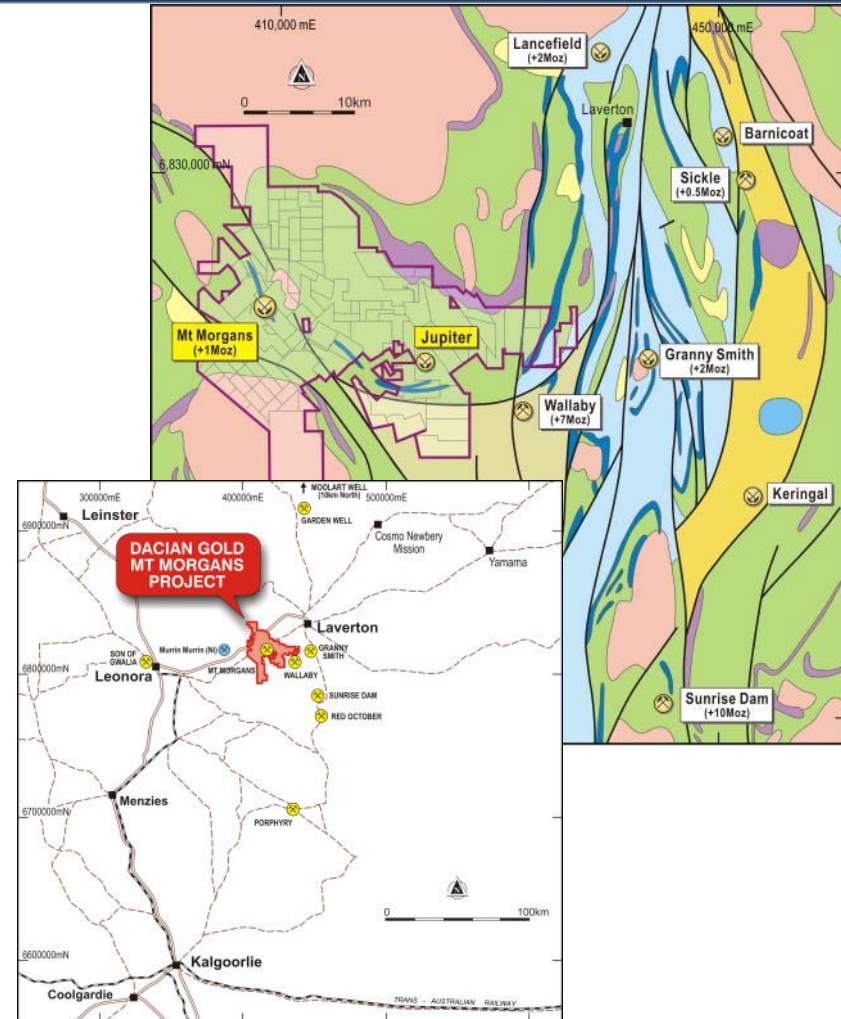 410,000 mE
450,000 mE
Lancefield
(+2Moz)
N
0 10km
Laverton
Barnicoat
6,830,000 mN
Sickle
(+0.5Moz)
Mt Morgans
(+1Moz)
Jupiter
Granny Smith
(+2Moz)
Wallaby
(+7Moz)
Keringal
Sunrise Dam
(+10Moz)
300000mE
400000mE
500000mE
MOOLART WELL
(10km North)
GARDEN WELL
Leinster
6900000mN
Cosmo Newbery
Mission
Yamama
DACIAN GOLD
MT MORGANS
PROJECT
Laverton
SON OF
GWALIA
Murrin Murrin (Ni)
GRANNY
SMITH
MT MORGANS
WALLABY
6800000mN
Leonora
SUNRISE DAM
RED OCTOBER
Menzies
6700000mN
PORPHYRY
N
0 100km
6600000mN
Kalgoorlie
Coolgardie
TRANS - AUSTRALIAN RAILWAY